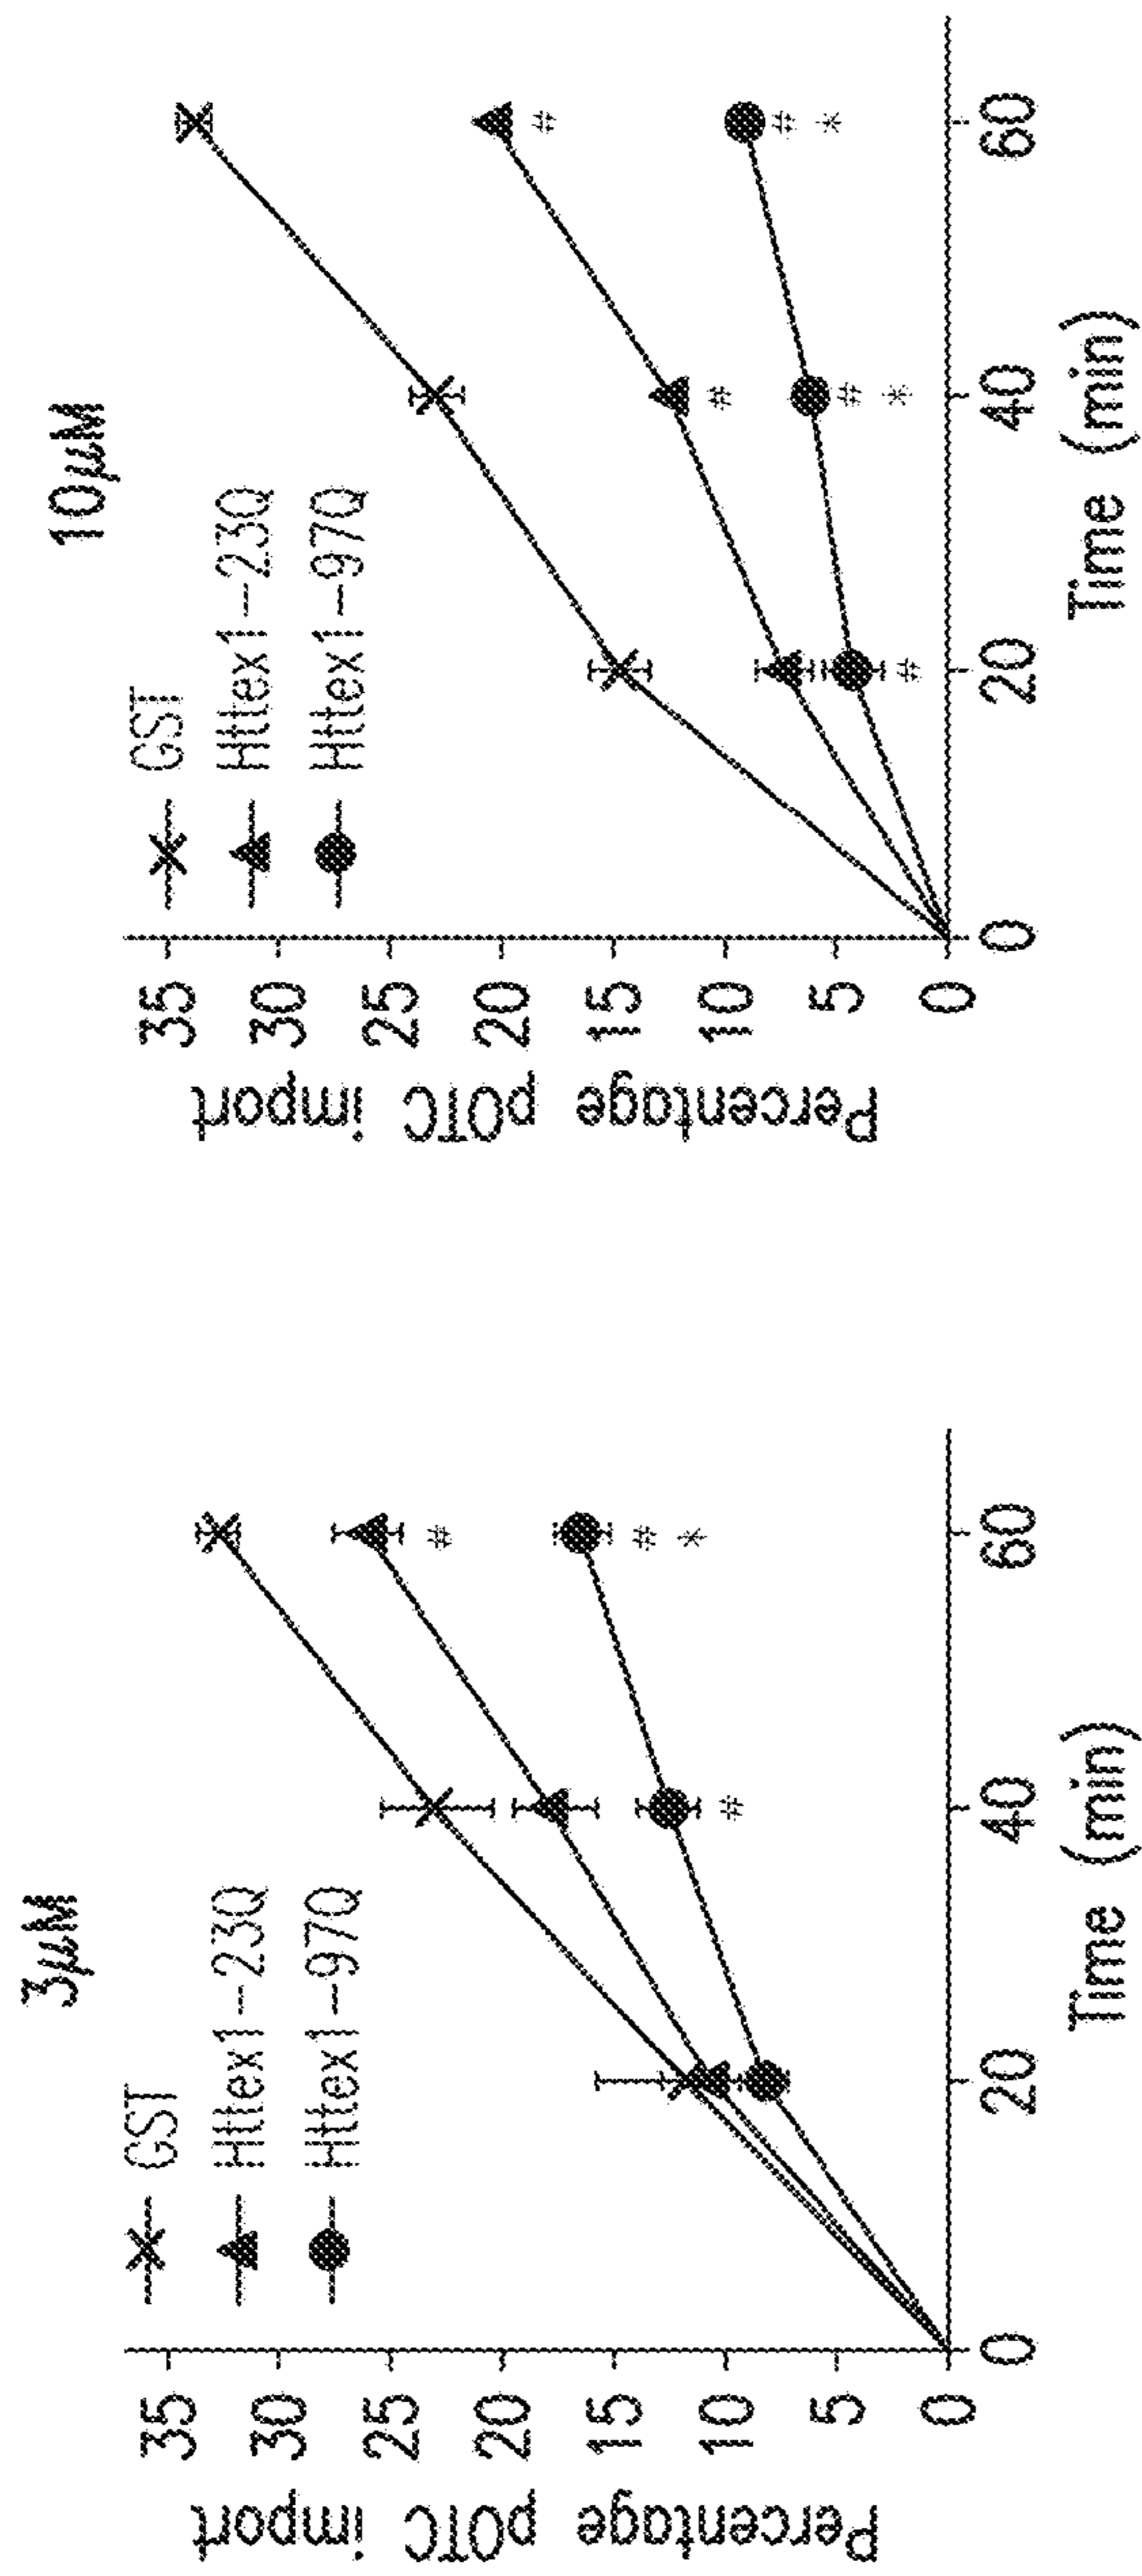 3µM
GST
Httex1-23Q
Httex1-97Q
Percentage pOTC import
35
30
25
20
15
10
5
0
#
# *
#
0 20 40 60
Time (min)
10µM
GST
Httex1-23Q
Httex1-97Q
Percentage pOTC import
35
30
25
20
15
10
5
0
#
#
# *
# *
#
0 20 40 60
Time (min)